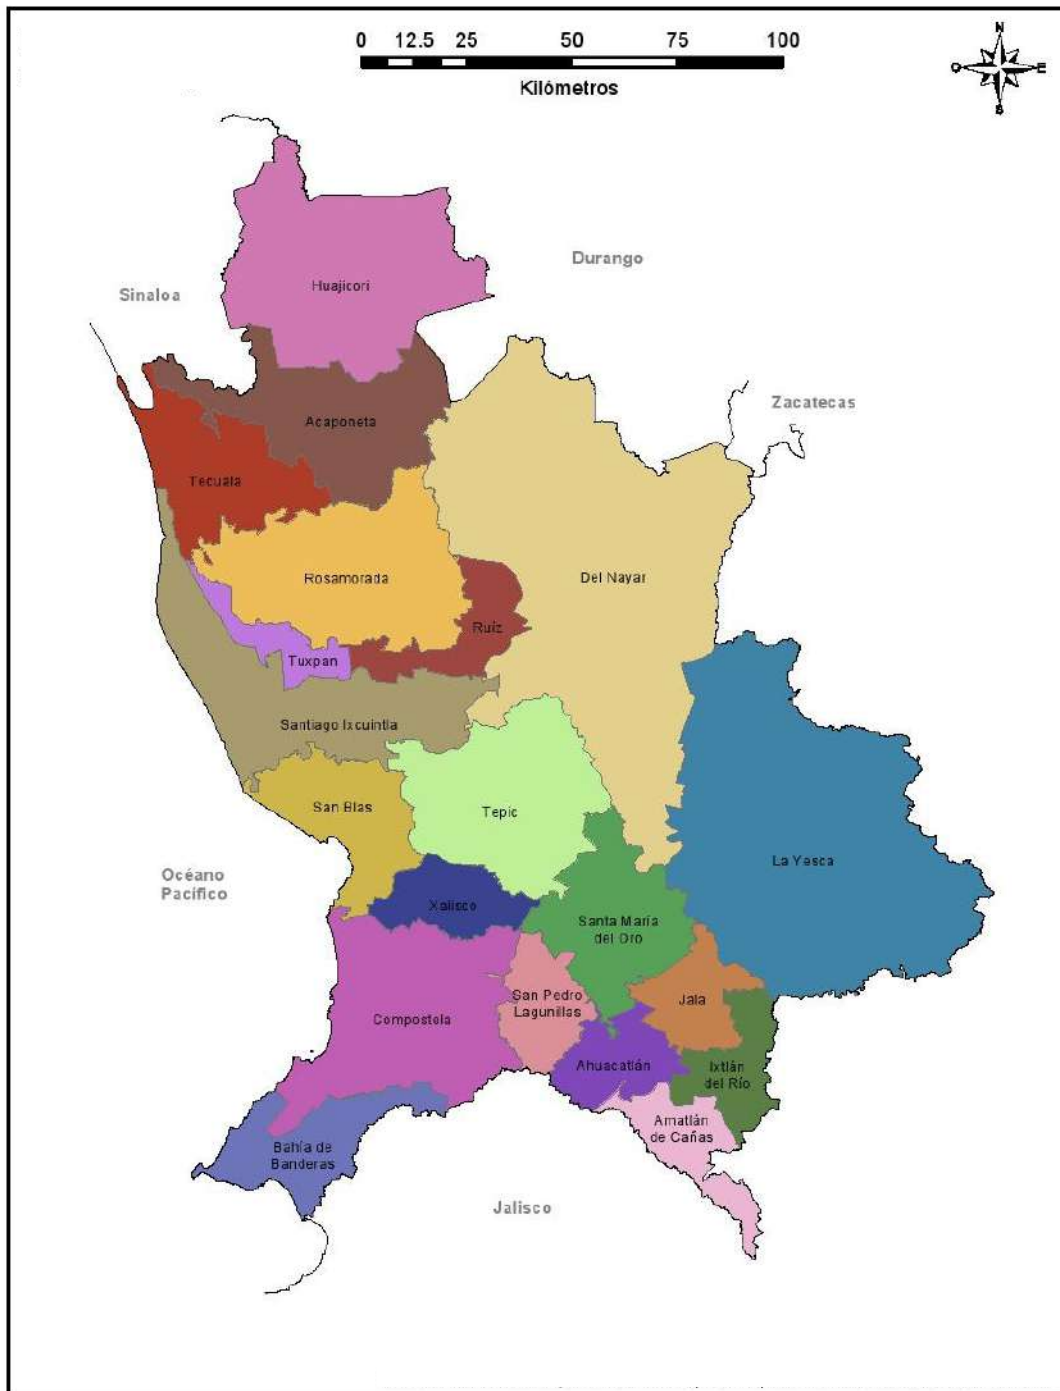 0 12.5 25 50 75 100
Kilómetros
N
O E
S
Durango
Huajicori
Sinaloa
Zacatecas
Acaponeta
Tecuala
Rosamorada
Del Nayar
Ruíz
Tuxpan
Santiago Ixcuintla
San Blas
Tepic
La Yesca
Océano
Pacífico
Xalisco
Santa María
del Oro
San Pedro
Lagunillas
Jala
Compostela
Ahuacatlán
Ixtlán
del Río
Amatlán
de Cañas
Bahía de
Banderas
Jalisco